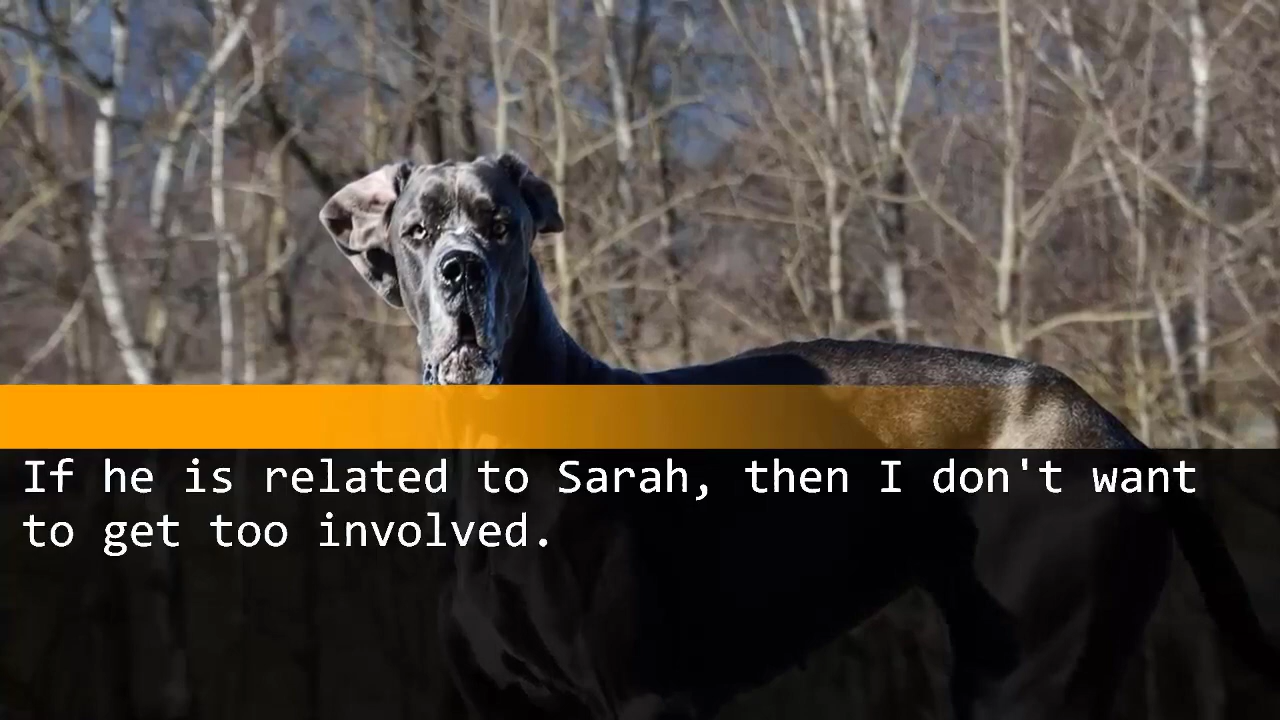 If he is related to Sarah, then I don't want
to get too involved.